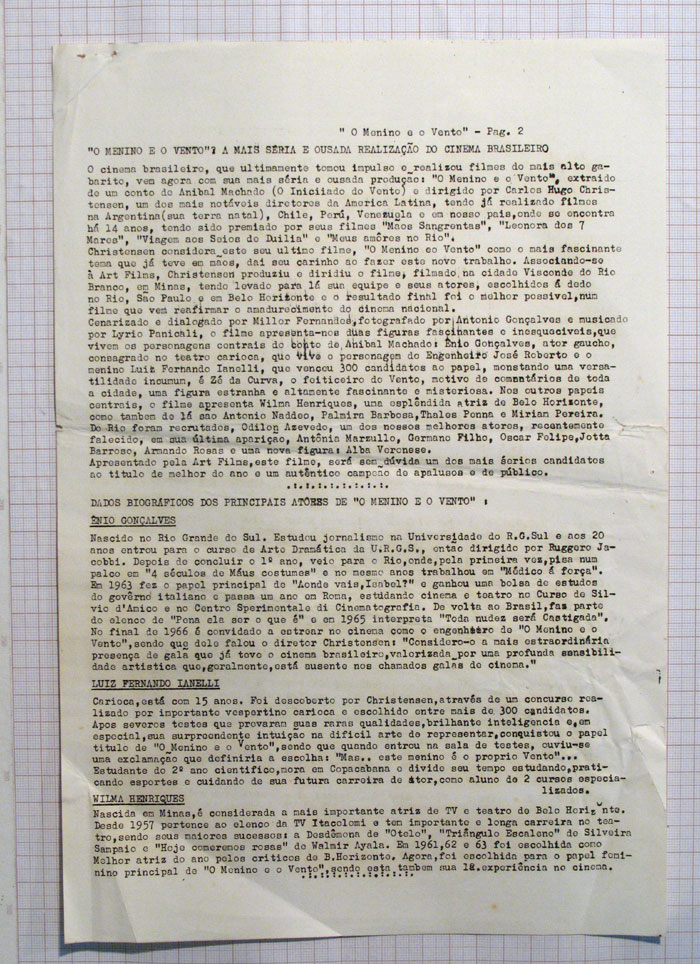 " O Menino e o Vento" - Pag. 2
"O MENINO E O VENTO": A MAIS SÉRIA E OUSADA REALIZAÇÃO DO CINEMA BRASILEIRO
O cinema brasileiro, que ultimamente tomou impulso e realizou filmes do mais alto ga-
barito, vem agora com sua mais séria e ousada produção: "O Menino e o Vento", extraido
de um conto de Anibal Machado (O Iniciiado do Vento) e dirigido por Carlos Hugo Chris-
tensen, um dos mais notáveis diretores da America Latina, tendo já realizado filmes
na Argentina(sua terra natal), Chile, Perú, Venezuela e em nosso pais,onde se encontra
há 14 anos, tendo sido premiado por seus filmes "Mãos Sangrentas", "Leonora dos 7
Mares", "Viagem aos Seios de Duilia" e "Meus amôres no Rio".
Christensen considera este seu ultimo filme, "O Menino eo Vento" como o mais fascinante
tema que já teve em mãos, dai seu carinho ao fazer este novo trabalho. Associando-se
à Art Films, Christensen produziu e diridiu o filme, filmado na cidade Visconde do Rio
Branco, em Minas, tendo levado para lá sua equipe e seus atores, escolhidos á dedo
no Rio, São Paulo e em Belo Horizonte e o resultado final foi o melhor possivel,num
filme que vem reafirmar o amadurecimento do cinema nacional.
Cenarizado e dialogado por Millor Fernandes,fotografado por Antonio Gonçalves e musicado
por Lyrio Panicali, o filme apresenta-nos duas figuras fascinantes e inesqueciveis,que
vivem os personagens centrais do conto de Anibal Machado: Ênio Gonçalves, ator gaucho,
consagrado no teatro carioca, que vive o personagem do Engenheiro José Roberto e o
menino Luiz Fernando Ianelli, que venceu 300 candidatos ao papel, monstando uma versa-
tilidade incumum, é Zé da Curva, o feiticeiro do Vento, motivo de comentários de toda
a cidade, uma figura estranha e altamente fascinante e misteriosa. Nos outros papeis
centrais, o filme apresenta Wilma Henriques, uma esplêndida atriz de Belo Horizonte,
como tambem de lá sao Antonio Naddeo, Palmira Barbosa,Thales Penna e Miriam Pereira.
Do Rio foram recrutados, Odilon Azevedo, um dos nossos melhores atores, recentemente
falecido, em sua última apariçao, Antônia Marzullo, Germano Filho, Oscar Felipe,Jotta
Barroso, Armando Rosas e uma nova figura: Alba Veronese.
Apresentado pela Art Films,este filme, será sem dúvida um dos mais sérios candidatos
ao titulo de melhor do ano e um autêntico campeão de apalusos e de público.
.:.:.:.:.:.:.:.:.:.
DADOS BIOGRÁFICOS DOS PRINCIPAIS ATÔRES DE "O MENINO E O VENTO" :
ÊNIO GONÇALVES
Nascido no Rio Grande do Sul. Estudou jornalismo na Universidade do R.G.Sul e aos 20
anos entrou para o curso de Arte Dramática da U.R.G.S., entao dirigido por Ruggero Ja-
cobbi. Depois de concluir o 1º ano, veio para o Rio,onde,pela primeira vez,pisa num
palco em "4 séculos de Máus costumes" e no mesmo anos trabalhou em "Médico á força".
Em 1963 fez o papel principal de "Aonde vais,Isabel?" e ganhou uma bolsa de estudos
do govêrno italiano e passa um ano em Roma, estudando cinema e teatro no Curso de Sil-
vio d'Amico e no Centro Sperimentale di Cinematografia. De volta ao Brasil,faz parte
do elenco de "Pena ela ser o que é" e em 1965 interpreta "Toda nudez será Castigada".
No final de 1966 é convidado a estrear no cinema como o engenheiro de "O Menino e o
Vento",sendo que dele falou o diretor Christensen: "Considero-o a mais extraordinária
presença de galã que já teve o cinema brasileiro,valorizada por uma profunda sensibili-
dade artistica que,geralmente,está ausente nos chamados galas do cinema."
LUIZ FERNANDO IANELLI
Carioca,está com 15 anos. Foi descoberto por Christensen,através de um concurso rea-
lizado por importante vespertino carioca e escolhido entre mais de 300 candidatos.
Apos severos testes que provaram suas raras qualidades,brilhante inteligencia e,em
especial,sua surpreendente intuição na dificil arte de representar,conquistou o papel
titulo de "O Menino e o Vento",sendo que quando entrou na sala de testes, ouviu-se
uma exclamação que definiria a escolha: "Mas.. este menino é o proprio Vento"...
Estudante do 2º ano cientifico,mora em Copacabana e divide seu tempo estudando,prati-
cando esportes e cuidando de sua futura carreira de átor,como aluno de 2 cursos especia-
lizados.
WILMA HENRIQUES
Nascida em Minas,é considerada a mais importante atriz de TV e teatro de Belo Horizonte.
Desde 1957 pertence ao elenco da TV Itacolomi e tem importante e longa carreira no tea-
tro,sendo seus maiores sucessos: a Desdêmona de "Otelo", "Triângulo Escaleno" de Silveira
Sampaio e "Hoje comeremos rosas" de Walmir Ayala. Em 1961,62 e 63 foi escolhida como
Melhor atriz do ano pelos criticos de B.Horizonte. Agora,foi escolhida para o papel femi-
nino principal de "O Menino e o Vento",sendo esta tambem sua 1ª.experiência no cinema.
.:.:.:.:.:.:.:.:.:.:.